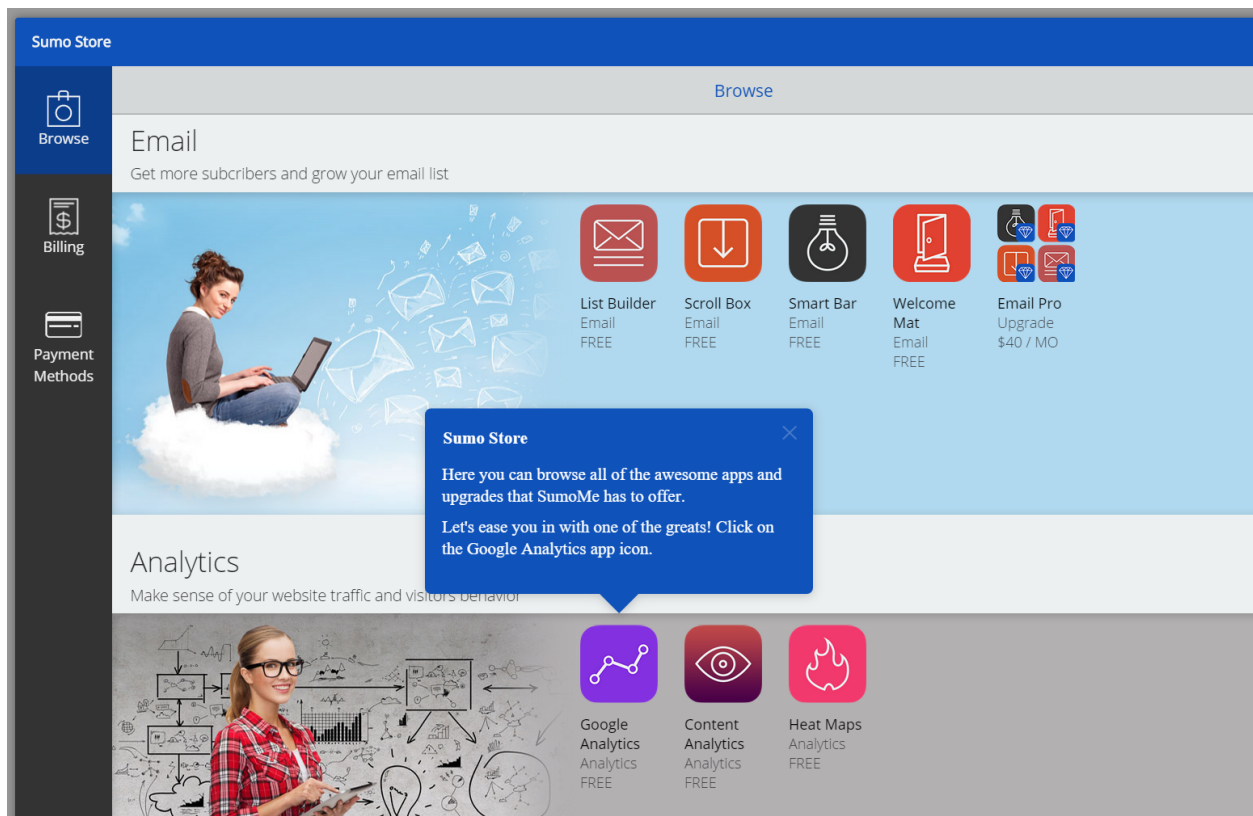 Sumo Store
Browse
Browse
Billing
Payment
Methods
Email
Get more subcribers and grow your email list
List Builder
Email
FREE
Scroll Box
Email
FREE
Smart Bar
Email
FREE
Welcome
Mat
Email
FREE
Email Pro
Upgrade
$40 / MO
Sumo Store
Here you can browse all of the awesome apps and
upgrades that SumoMe has to offer.
Let's ease you in with one of the greats! Click on
the Google Analytics app icon.
Analytics
Make sense of your website traffic and visitors behavior
Google
Analytics
Analytics
FREE
Content
Analytics
Analytics
FREE
Heat Maps
Analytics
FREE